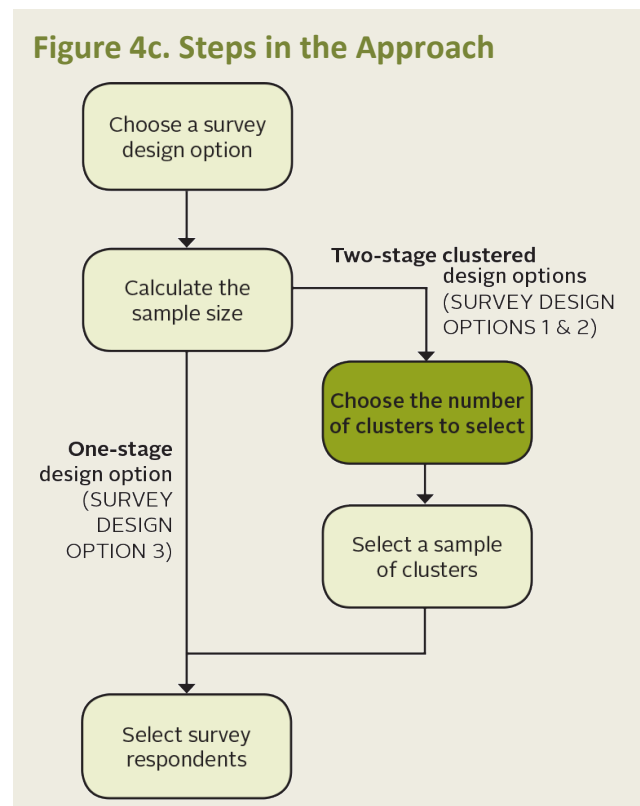 Figure 4c. Steps in the Approach
Choose a survey
design option
Calculate the
sample size
Two-stage clustered
design options
(SURVEY DESIGN
OPTIONS 1 & 2)
Choose the number
of clusters to select
One-stage
design option
(SURVEY
DESIGN
OPTION 3)
Select a sample
of clusters
Select survey
respondents